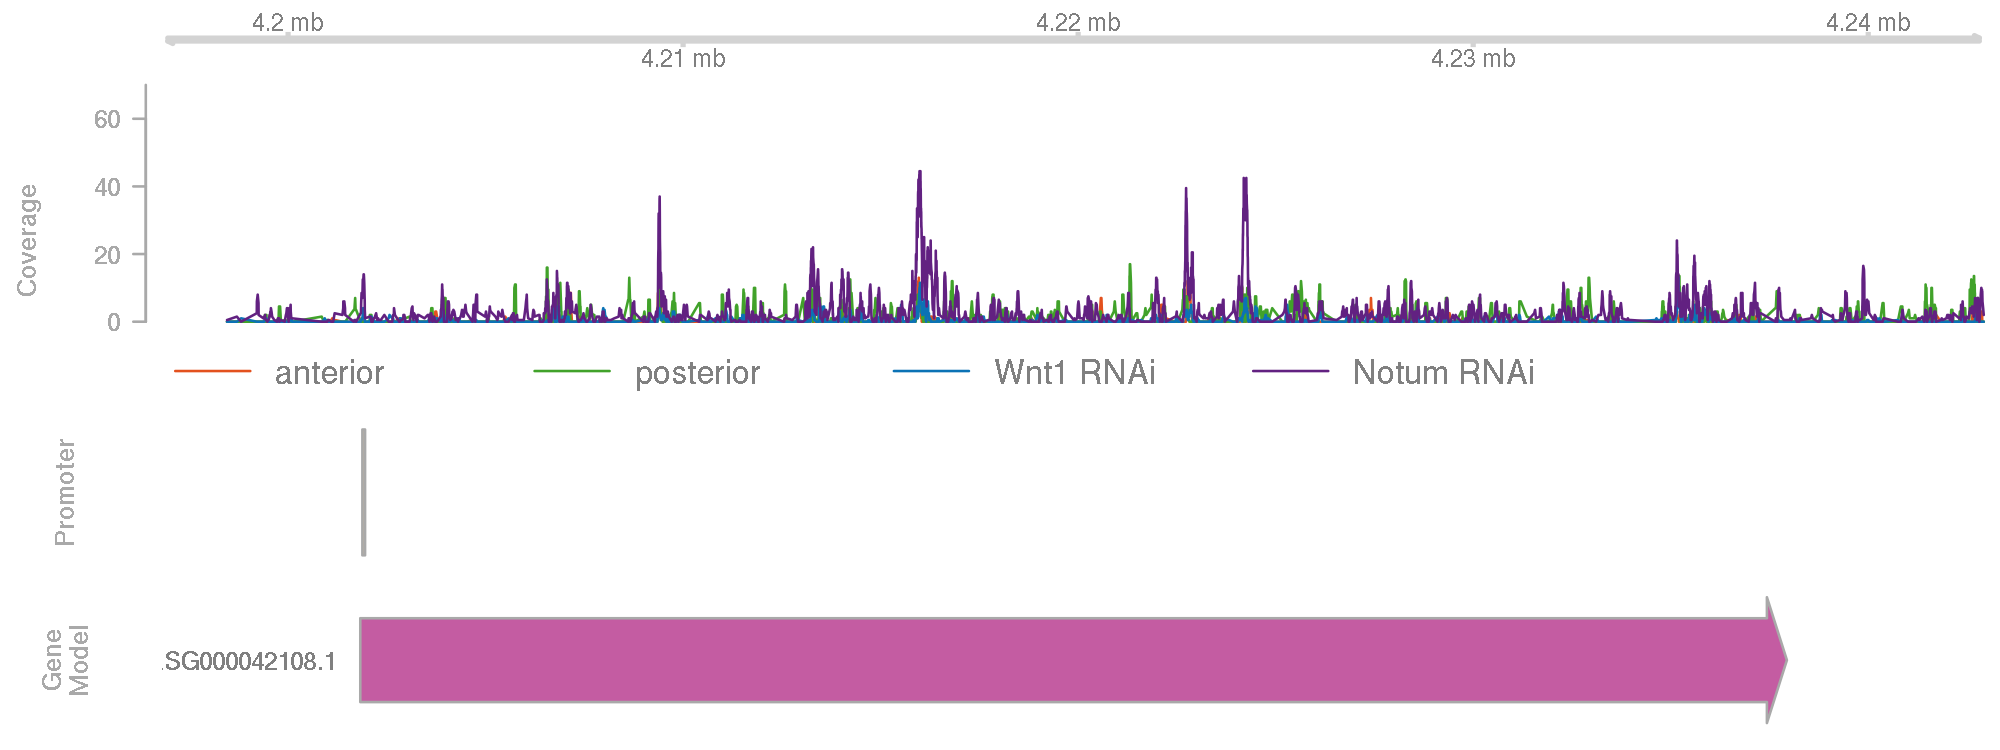 4.2 mb
4.22 mb
4.24 mb
4.21 mb
4.23 mb
Coverage
60
40
20
0
anterior
posterior
Wnt1 RNAi
Notum RNAi
Promoter
0
Gene
Model
.SG000042108.1